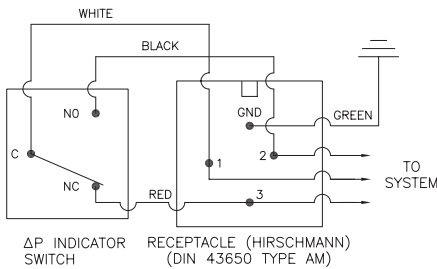 WHITE
BLACK
NO
GND
GREEN
C
1
2
TO
SYSTEM
NC
RED
3
ΔP INDICATOR
SWITCH
RECEPTACLE (HIRSCHMANN)
(DIN 43650 TYPE AM)